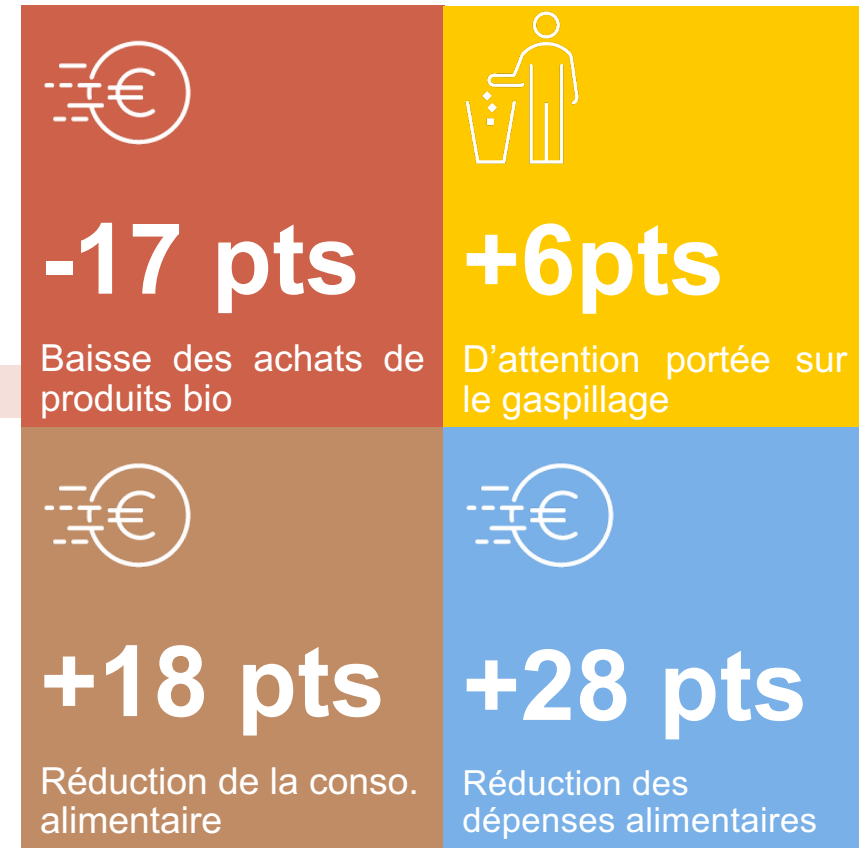 -17 pts
Baisse des achats de
produits bio
+6pts
D’attention portée sur
le gaspillage
+18 pts
Réduction de la conso.
alimentaire
+28 pts
Réduction des
dépenses alimentaires